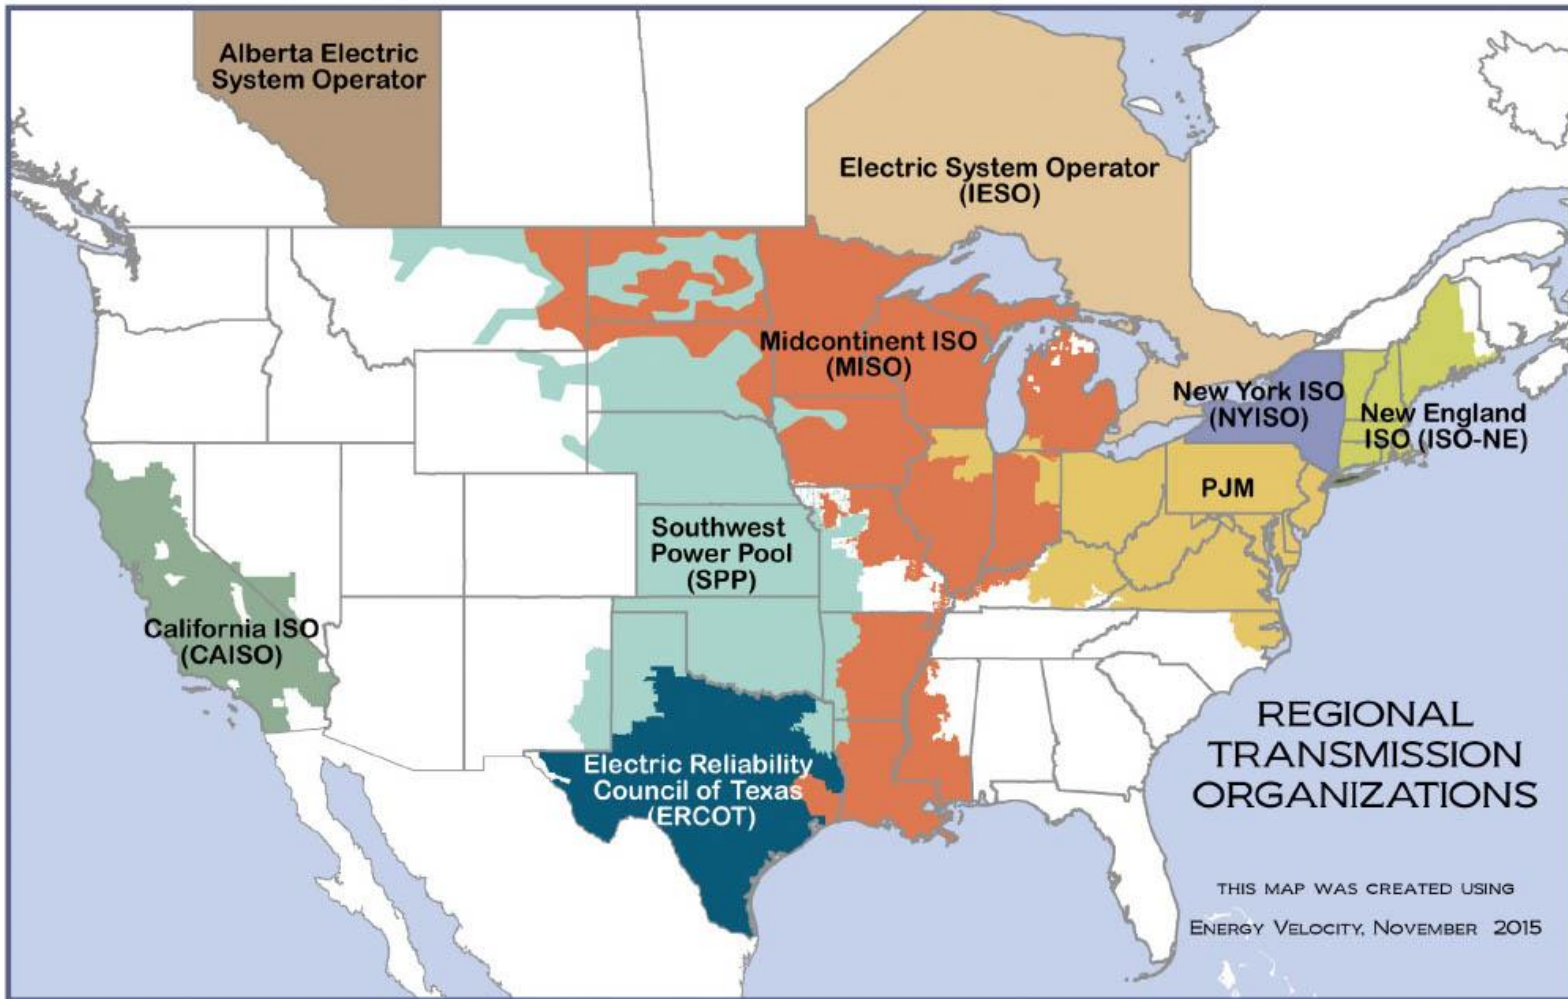 Alberta Electric
System Operator
Electric System Operator
(IESO)
Midcontinent ISO
(MISO)
New York ISO
(NYISO)
New England
ISO (ISO-NE)
PJM
Southwest
Power Pool
(SPP)
California ISO
(CAISO)
Electric Reliability
Council of Texas
(ERCOT)
REGIONAL
TRANSMISSION
ORGANIZATIONS
THIS MAP WAS CREATED USING
ENERGY VELOCITY, NOVEMBER 2015